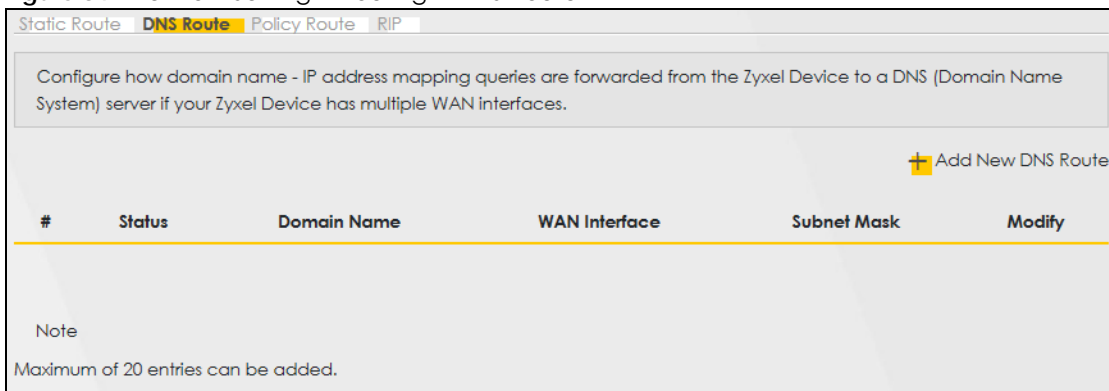 Static Route DNS Route Policy Route RIP
Configure how domain name - IP address mapping queries are forwarded from the Zyxel Device to a DNS (Domain Name
System) server if your Zyxel Device has multiple WAN interfaces.
+ Add New DNS Route
# Status Domain Name WAN Interface Subnet Mask Modify
Note
Maximum of 20 entries can be added.